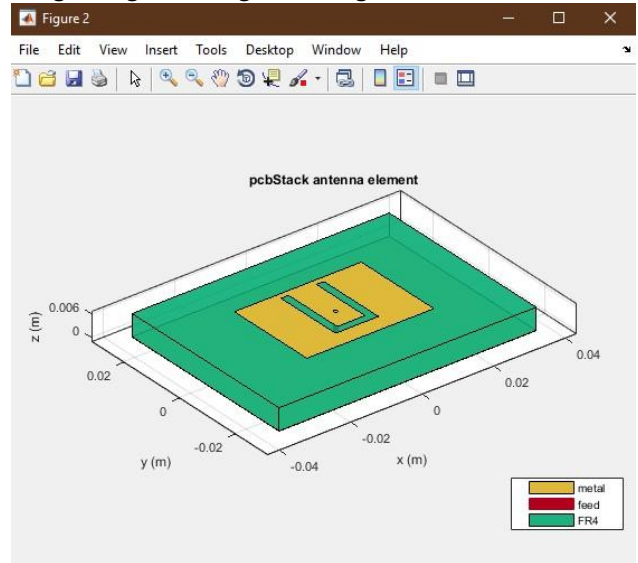 Figure 2
File Edit View Insert Tools Desktop Window Help
pcbStack antenna element
0.006
0
z (m)
0.02
0
-0.02
y (m)
-0.04
-0.02
0
0.02
0.04
x (m)
metal
feed
FR4